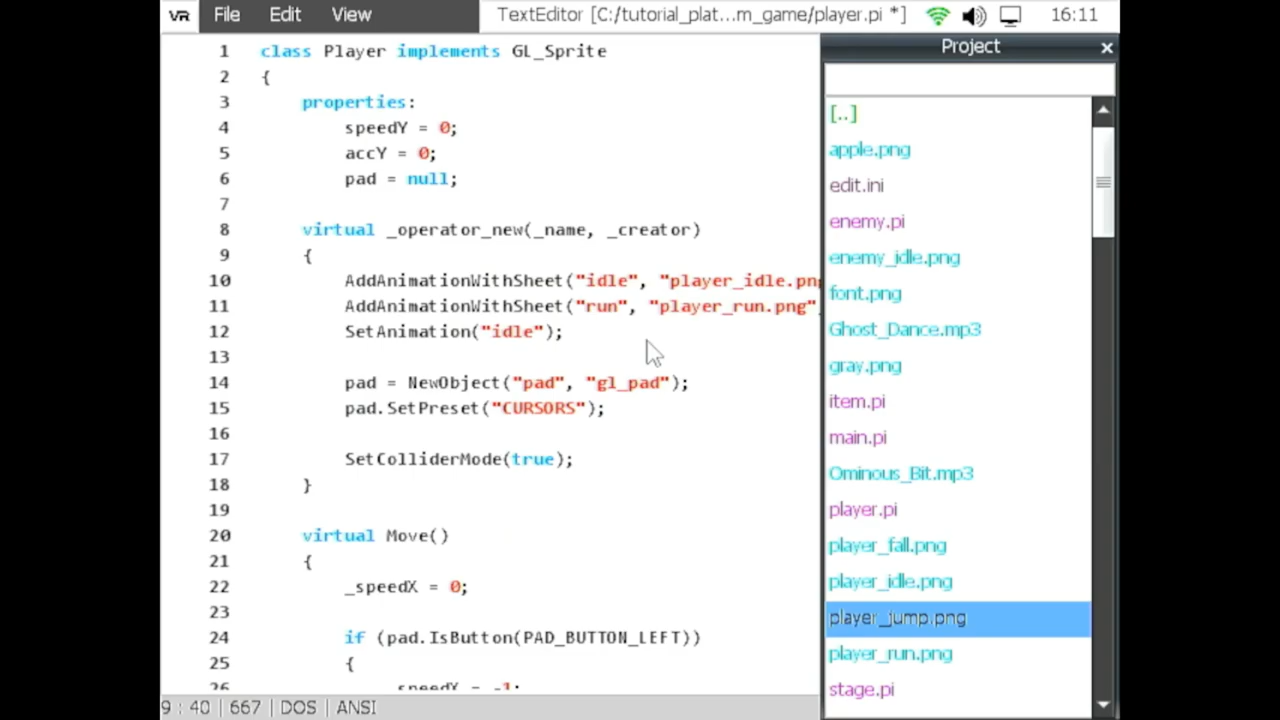 VR File Edit View TextEditor [C:/tutorial_plat...m_game/player.pi *] 16:11
1 class Player implements GL_Sprite
2 {
3 properties:
4 speedY = 0;
5 accY = 0;
6 pad = null;
7
8 virtual _operator_new(_name, _creator)
9 {
10 AddAnimationWithSheet("idle", "player_idle.png
11 AddAnimationWithSheet("run", "player_run.png"
12 SetAnimation("idle");
13
14 pad = NewObject("pad", "gl_pad");
15 pad.SetPreset("CURSORS");
16
17 SetColliderMode(true);
18 }
19
20 virtual Move()
21 {
22 _speedX = 0;
23
24 if (pad.IsButton(PAD_BUTTON_LEFT))
25 {
26 _speedX = -1;
9 : 40 | 667 | DOS | ANSI
Project
[..]
apple.png
edit.ini
enemy.pi
enemy_idle.png
font.png
Ghost_Dance.mp3
gray.png
item.pi
main.pi
Ominous_Bit.mp3
player.pi
player_fall.png
player_idle.png
player_jump.png
player_run.png
stage.pi